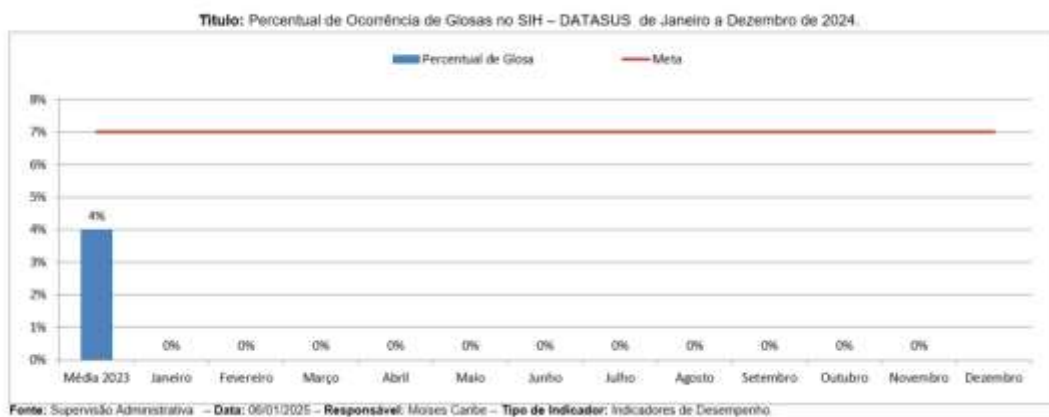 Título: Percentual de Ocorrência de Glosas no SIH – DATASUS de Janeiro a Dezembro de 2024.
Percentual de Glosa Meta
8%
7%
6%
5%
4%
4%
3%
2%
1%
0%
0% 0% 0% 0% 0% 0% 0% 0% 0% 0% 0%
Média 2023 Janeiro Fevereiro Março Abril Maio Junho Julho Agosto Setembro Outubro Novembro Dezembro
Fonte: Supervisão Administrativa – Data: 06/01/2025 – Responsável: Moises Caribe – Tipo de Indicador: Indicadores de Desempenho.